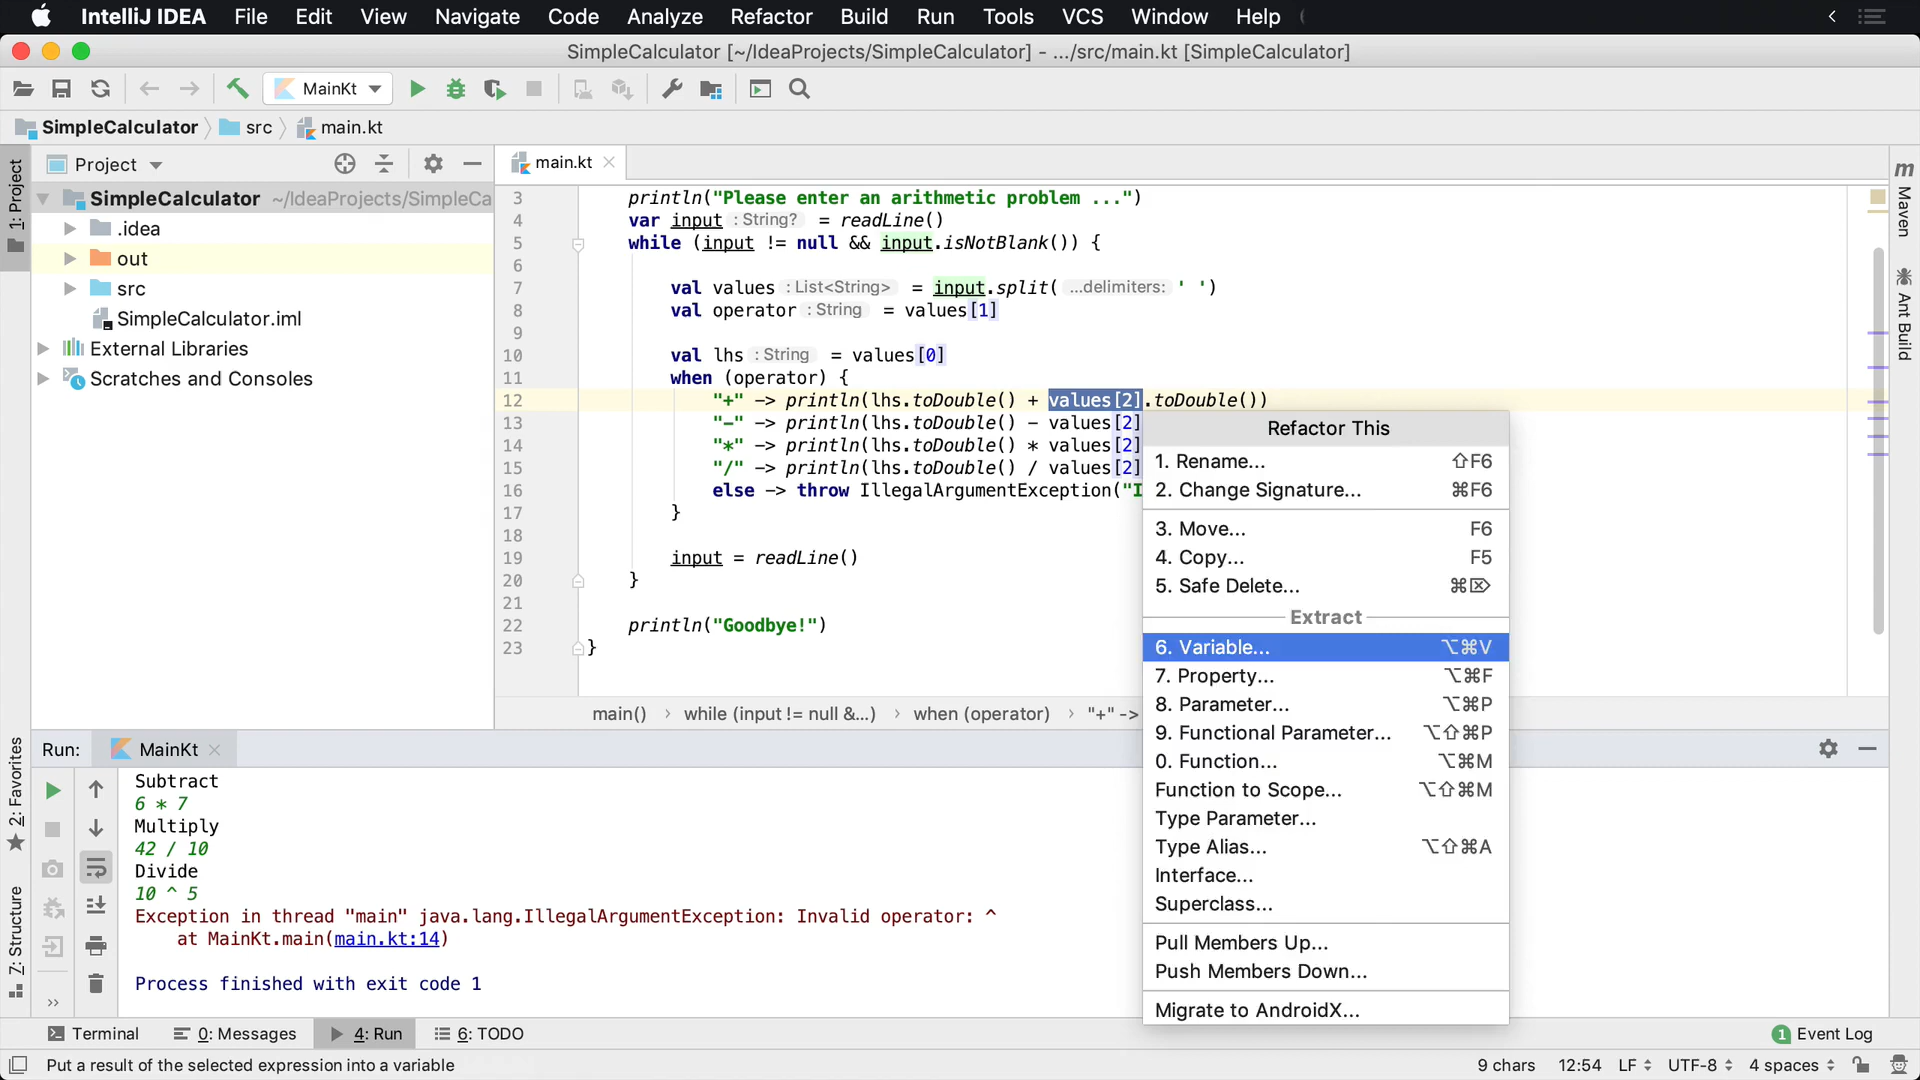 IntelliJ IDEA File Edit View Navigate Code Analyze Refactor Build Run Tools VCS Window Help
SimpleCalculator [~/IdeaProjects/SimpleCalculator] - .../src/main.kt [SimpleCalculator]
MainKt
SimpleCalculator src main.kt
Project
main.kt
1: Project
SimpleCalculator ~/IdeaProjects/SimpleCa
.idea
out
src
SimpleCalculator.iml
External Libraries
Scratches and Consoles
3 println("Please enter an arithmetic problem ...")
4 var input : String? = readLine()
5 while (input != null && input.isNotBlank()) {
6
7 val values : List<String> = input.split( ...delimiters: ' ')
8 val operator : String = values[1]
9
10 val lhs : String = values[0]
11 when (operator) {
12 "+" -> println(lhs.toDouble() + values[2].toDouble())
13 "-" -> println(lhs.toDouble() - values[2]
14 "*" -> println(lhs.toDouble() * values[2]
15 "/" -> println(lhs.toDouble() / values[2]
16 else -> throw IllegalArgumentException("I
17 }
18
19 input = readLine()
20 }
21
22 println("Goodbye!")
23 }
main() › while (input != null &...) › when (operator) › "+" ->
Refactor This
1. Rename... ⇧F6
2. Change Signature... ⌘F6
3. Move... F6
4. Copy... F5
5. Safe Delete... ⌘⌦
Extract
6. Variable... ⌥⌘V
7. Property... ⌥⌘F
8. Parameter... ⌥⌘P
9. Functional Parameter... ⌥⇧⌘P
0. Function... ⌥⌘M
Function to Scope... ⌥⇧⌘M
Type Parameter...
Type Alias... ⌥⇧⌘A
Interface...
Superclass...
Pull Members Up...
Push Members Down...
Migrate to AndroidX...
m Maven
Ant Build
2: Favorites
Z: Structure
Run: MainKt
Subtract
6 * 7
Multiply
42 / 10
Divide
10 ^ 5
Exception in thread "main" java.lang.IllegalArgumentException: Invalid operator: ^
at MainKt.main(main.kt:14)
Process finished with exit code 1
Terminal 0: Messages 4: Run 6: TODO 1 Event Log
Put a result of the selected expression into a variable 9 chars 12:54 LF UTF-8 4 spaces